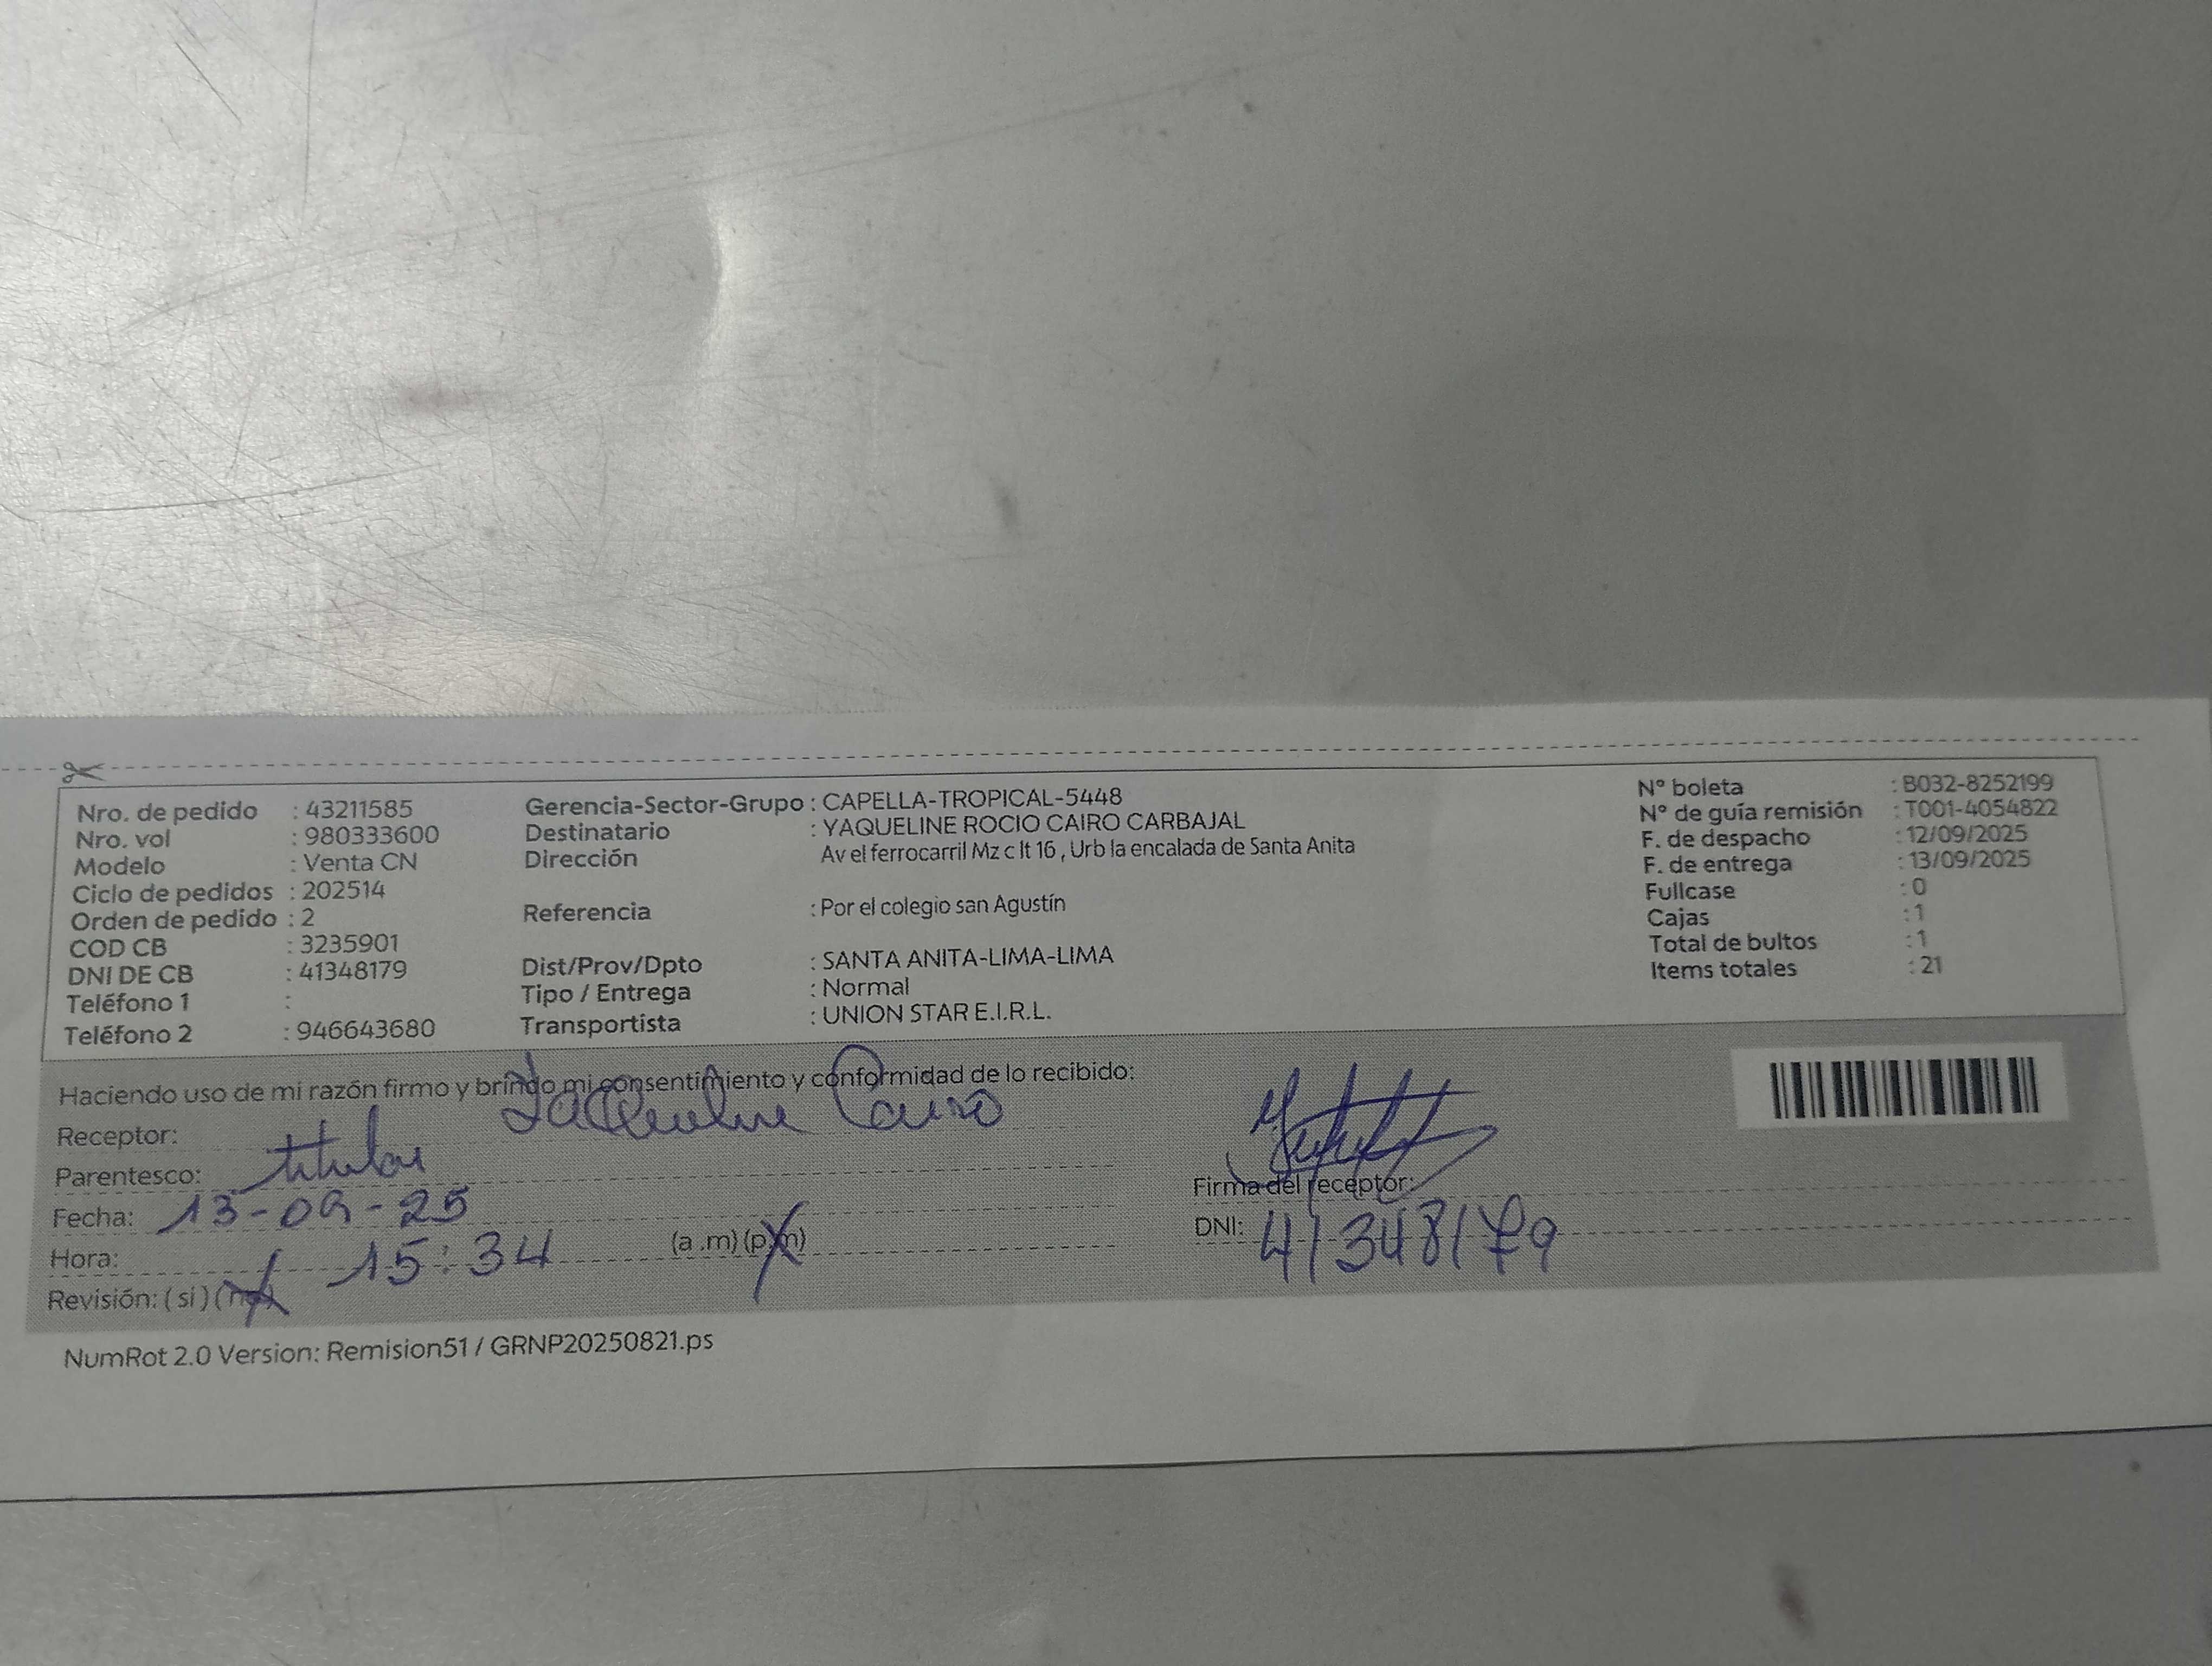 Nro. de pedido : 43211585
Nro. vol : 980333600
Modelo : Venta CN
Ciclo de pedidos : 202514
Orden de pedido : 2
COD CB : 3235901
DNI DE CB : 41348179
Teléfono 1 :
Teléfono 2 : 946643680
Gerencia-Sector-Grupo : CAPELLA-TROPICAL-5448
Destinatario : YAQUELINE ROCIO CAIRO CARBAJAL
Dirección Av el ferrocarril Mz c lt 16 , Urb la encalada de Santa Anita
Referencia : Por el colegio san Agustín
Dist/Prov/Dpto : SANTA ANITA-LIMA-LIMA
Tipo / Entrega : Normal
Transportista : UNION STAR E.I.R.L.
N° boleta : B032-8252199
N° de guía remisión : T001-4054822
F. de despacho : 12/09/2025
F. de entrega : 13/09/2025
Fullcase : 0
Cajas : 1
Total de bultos : 1
Items totales : 21
Haciendo uso de mi razón firmo y brindo mi consentimiento y conformidad de lo recibido:
Receptor: Yaqueline Cairo
Parentesco: titular
Fecha: 13-09-25
Hora: 15:34 (a .m) (p.m)
Revisión: ( si ) (no)
Firma del receptor:
DNI: 41348179
NumRot 2.0 Version: Remision51 / GRNP20250821.ps